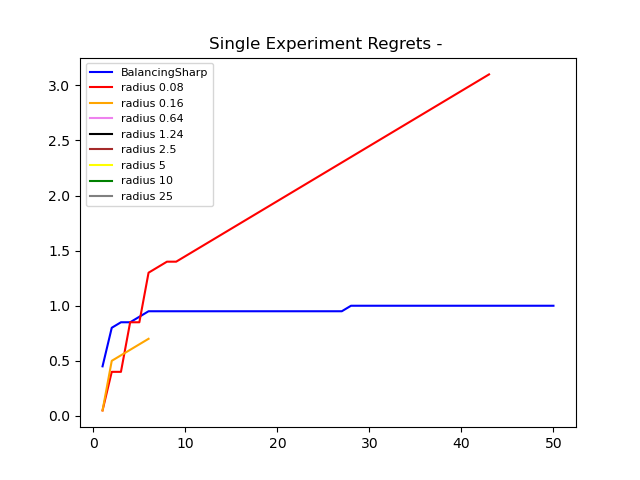 Single Experiment Regrets -
BalancingSharp
radius 0.08
radius 0.16
radius 0.64
radius 1.24
radius 2.5
radius 5
radius 10
radius 25
3.0
2.5
2.0
1.5
1.0
0.5
0.0
0 10 20 30 40 50